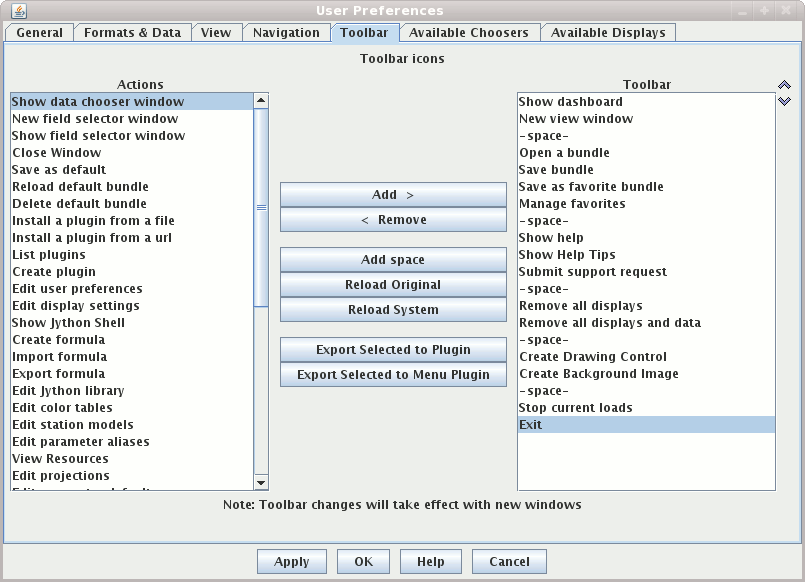 User Preferences
General
Formats & Data
View
Navigation
Toolbar
Available Choosers
Available Displays
Toolbar icons
Actions
Show data chooser window
New field selector window
Show field selector window
Close Window
Save as default
Reload default bundle
Delete default bundle
Install a plugin from a file
Install a plugin from a url
List plugins
Create plugin
Edit user preferences
Edit display settings
Show Jython Shell
Create formula
Import formula
Export formula
Edit Jython library
Edit color tables
Edit station models
Edit parameter aliases
View Resources
Edit projections
Add >
< Remove
Add space
Reload Original
Reload System
Export Selected to Plugin
Export Selected to Menu Plugin
Toolbar
Show dashboard
New view window
-space-
Open a bundle
Save bundle
Save as favorite bundle
Manage favorites
-space-
Show help
Show Help Tips
Submit support request
-space-
Remove all displays
Remove all displays and data
-space-
Create Drawing Control
Create Background Image
-space-
Stop current loads
Exit
Note: Toolbar changes will take effect with new windows
Apply
OK
Help
Cancel